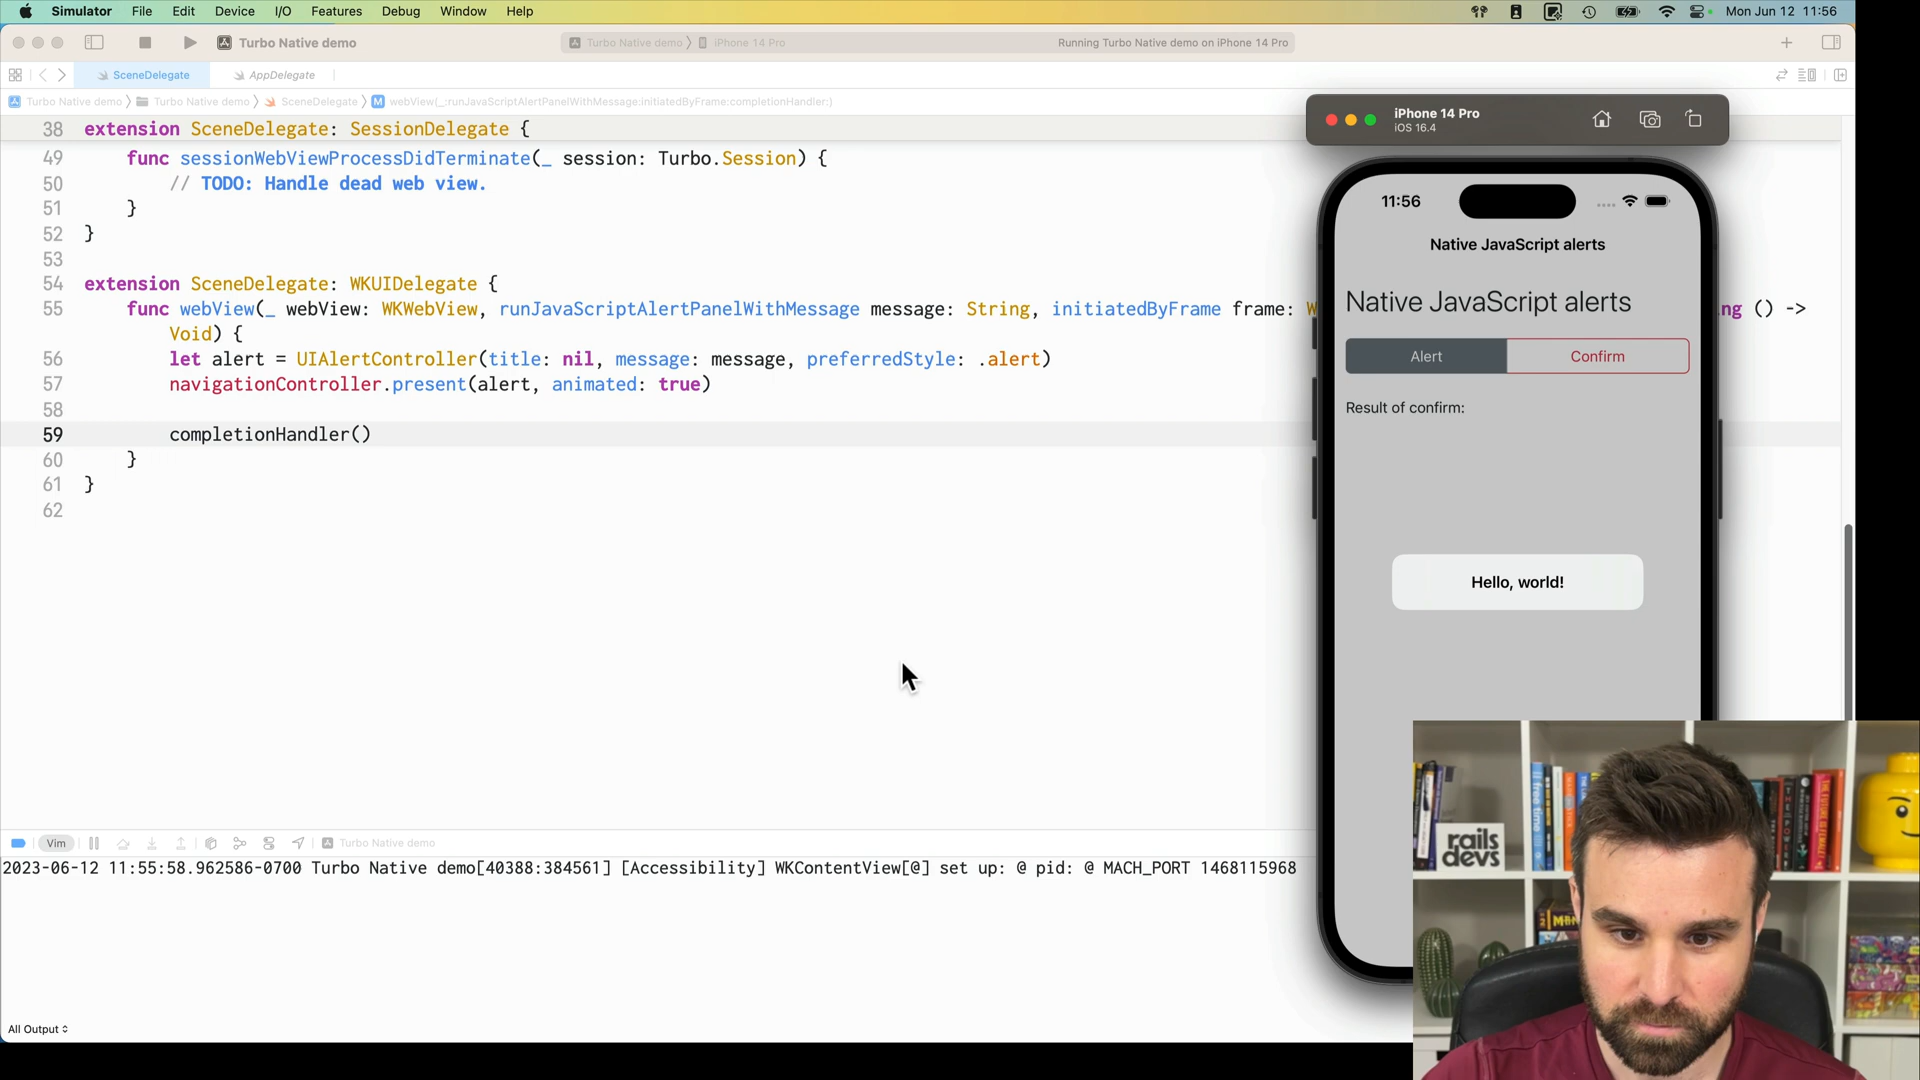 Simulator File Edit Device I/O Features Debug Window Help
Mon Jun 12 11:56
Turbo Native demo
Turbo Native demo iPhone 14 Pro
Running Turbo Native demo on iPhone 14 Pro
SceneDelegate
AppDelegate
Turbo Native demo Turbo Native demo SceneDelegate M webView(_:runJavaScriptAlertPanelWithMessage:initiatedByFrame:completionHandler:)
38 extension SceneDelegate: SessionDelegate {
49 func sessionWebViewProcessDidTerminate(_ session: Turbo.Session) {
50 // TODO: Handle dead web view.
51 }
52 }
53
54 extension SceneDelegate: WKUIDelegate {
55 func webView(_ webView: WKWebView, runJavaScriptAlertPanelWithMessage message: String, initiatedByFrame frame: W ng () ->
Void) {
56 let alert = UIAlertController(title: nil, message: message, preferredStyle: .alert)
57 navigationController.present(alert, animated: true)
58
59 completionHandler()
60 }
61 }
62
Vim
Turbo Native demo
2023-06-12 11:55:58.962586-0700 Turbo Native demo[40388:384561] [Accessibility] WKContentView[@] set up: @ pid: @ MACH_PORT 1468115968
All Output
iPhone 14 Pro
iOS 16.4
11:56
Native JavaScript alerts
Native JavaScript alerts
Alert Confirm
Result of confirm:
Hello, world!
rails
devs
free time